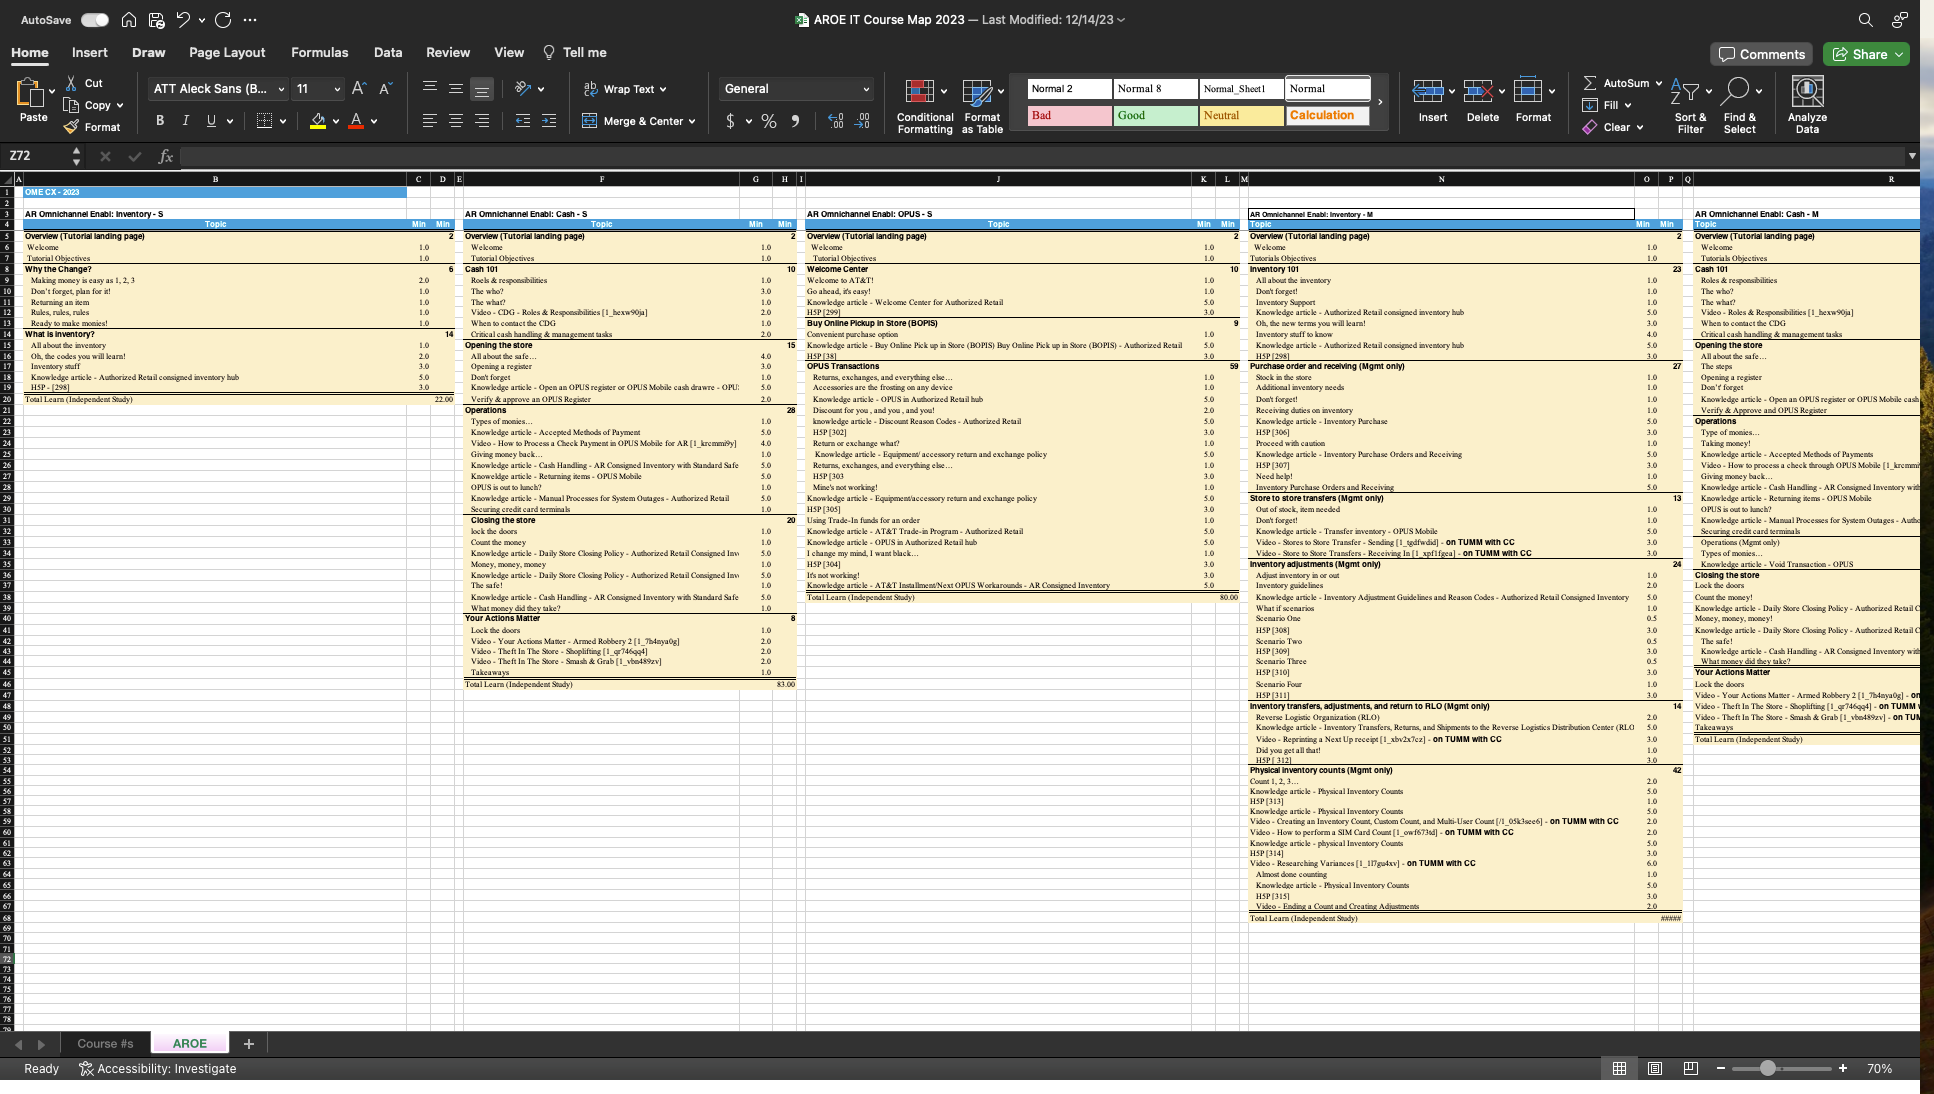 AutoSave
AROE IT Course Map 2023 — Last Modified: 12/14/23
Home Insert Draw Page Layout Formulas Data Review View Tell me
Comments Share
Paste
Cut
Copy
Format
ATT Aleck Sans (B... 11
B I U
Wrap Text
Merge & Center
General
$ %
Conditional Formatting
Format as Table
Normal 2 Normal 8 Normal_Sheet1 Normal
Bad Good Neutral Calculation
Insert Delete Format
AutoSum
Fill
Clear
Sort & Filter
Find & Select
Analyze Data
Z72
fx
A B C D E F G H I J K L M N O P Q R
OME CX - 2023
AR Omnichannel Enabl: Inventory - S
Topic Min Min
Overview (Tutorial landing page) 2
Welcome 1.0
Tutorial Objectives 1.0
Why the Change? 6
Making money is easy as 1, 2, 3 2.0
Don't forget, plan for it! 1.0
Returning an item 1.0
Rules, rules, rules 1.0
Ready to make monies! 1.0
What is Inventory? 14
All about the inventory 1.0
Oh, the codes you will learn! 2.0
Inventory stuff 3.0
Knowledge article - Authorized Retail consigned inventory hub 5.0
H5P - [298] 3.0
Total Learn (Independent Study) 22.00
AR Omnichannel Enabl: Cash - S
Topic Min Min
Overview (Tutorial landing page) 2
Welcome 1.0
Tutorial Objectives 1.0
Cash 101 10
Roels & responsibilities 1.0
The who? 3.0
The what? 1.0
Video - CDG - Roles & Responsibilities [1_hexw90ja] 2.0
When to contact the CDG 1.0
Critical cash handling & management tasks 2.0
Opening the store 15
All about the safe... 4.0
Opening a register 3.0
Don't forget 1.0
Knowledge article - Open an OPUS register or OPUS Mobile cash drawre - OPU: 5.0
Verify & approve an OPUS Register 2.0
Operations 28
Types of monies... 1.0
Knowledge article - Accepted Methods of Payment 5.0
Video - How to Process a Check Payment in OPUS Mobile for AR [1_krcmmi9y] 4.0
Giving money back... 1.0
Knowledge article - Cash Handling - AR Consigned Inventory with Standard Safe 5.0
Knoweldge article - Returning items - OPUS Mobile 5.0
OPUS is out to lunch? 1.0
Knowledge article - Manual Processes for System Outages - Authorized Retail 5.0
Securing credit card terminals 1.0
Closing the store 20
lock the doors 1.0
Count the money 1.0
Knowledge article - Daily Store Closing Policy - Authorized Retail Consigned Inv 5.0
Money, money, money 1.0
Knowledge article - Daily Store Closing Policy - Authorized Retail Consigned Inv 5.0
The safe! 1.0
Knowledge article - Cash Handling - AR Consigned Inventory with Standard Safe 5.0
What money did they take? 1.0
Your Actions Matter 8
Lock the doors 1.0
Video - Your Actions Matter - Armed Robbery 2 [1_7h4nya0g] 2.0
Video - Theft In The Store - Shoplifting [1_qr746qq4] 2.0
Video - Theft In The Store - Smash & Grab [1_vbn489zv] 2.0
Takeaways 1.0
Total Learn (Independent Study) 83.00
AR Omnichannel Enabl: OPUS - S
Topic Min Min
Overview (Tutorial landing page) 2
Welcome 1.0
Tutorial Objectives 1.0
Welcome Center 10
Welcome to AT&T! 1.0
Go ahead, it's easy! 1.0
Knowledge article - Welcome Center for Authorized Retail 5.0
H5P [299] 3.0
Buy Online Pickup in Store (BOPIS) 9
Convenient purchase option 1.0
Knowledge article - Buy Online Pick up in Store (BOPIS) Buy Online Pick up in Store (BOPIS) - Authorized Retail 5.0
H5P [38] 3.0
OPUS Transactions 59
Returns, exchanges, and everything else... 1.0
Accessories are the frosting on any device 1.0
Knowledge article - OPUS in Authorized Retail hub 5.0
Discount for you , and you , and you! 2.0
knowledge article - Discount Reason Codes - Authorized Retail 5.0
H5P [302] 3.0
Return or exchange what? 1.0
Knowledge article - Equipment/ accessory return and exchange policy 5.0
Returns, exchanges, and everything else... 1.0
H5P [303 3.0
Mine's not working! 1.0
Knowledge article - Equipment/accessory return and exchange policy 5.0
H5P [305] 3.0
Using Trade-In funds for an order 1.0
Knowledge article - AT&T Trade-in Program - Authorized Retail 5.0
Knowledge article - OPUS in Authorized Retail hub 5.0
I change my mind, I want black... 1.0
H5P [304] 3.0
It's not working! 3.0
Knowledge article - AT&T Installment/Next OPUS Workarounds - AR Consigned Inventory 5.0
Total Learn (Independent Study) 80.00
AR Omnichannel Enabl: Inventory - M
Topic Min Min
Overview (Tutorial landing page) 2
Welcome 1.0
Tutorials Objectives 1.0
Inventory 101 23
All about the inventory 1.0
Don't forget! 1.0
Inventory Support 1.0
Knowledge article - Authorized Retail consigned inventory hub 5.0
Oh, the new terms you will learn! 3.0
Inventory stuff to know 4.0
Knowledge article - Authorized Retail consigned inventory hub 5.0
H5P [298] 3.0
Purchase order and receiving (Mgmt only) 27
Stock in the store 1.0
Additional inventory needs 1.0
Don't forget! 1.0
Receiving duties on inventory 1.0
Knowledge article - Inventory Purchase 5.0
H5P [306] 3.0
Proceed with caution 1.0
Knowledge article - Inventory Purchase Orders and Receiving 5.0
H5P [307] 3.0
Need help! 1.0
Inventory Purchase Orders and Receiving 5.0
Store to store transfers (Mgmt only) 13
Out of stock, item needed 1.0
Don't forget! 1.0
Knowledge article - Transfer inventory - OPUS Mobile 5.0
Video - Stores to Store Transfer - Sending [1_tgdfwdid] - on TUMM with CC 3.0
Video - Store to Store Transfers - Receiving In [1_xpf1fgea] - on TUMM with CC 3.0
Inventory adjustments (Mgmt only) 24
Adjust inventory in or out 1.0
Inventory guidelines 2.0
Knowledge article - Inventory Adjustment Guidelines and Reason Codes - Authorized Retail Consigned Inventory 5.0
What if scenarios 1.0
Scenario One 0.5
H5P [308] 3.0
Scenario Two 0.5
H5P [309] 3.0
Scenario Three 0.5
H5P [310] 3.0
Scenario Four 1.0
H5P [311] 3.0
Inventory transfers, adjustments, and return to RLO (Mgmt only) 14
Reverse Logistic Organization (RLO) 2.0
Knowledge article - Inventory Transfers, Returns, and Shipments to the Reverse Logistics Distribution Center (RLO 5.0
Video - Reprinting a Next Up receipt [1_xbv2x7cz] - on TUMM with CC 3.0
Did you get all that! 1.0
H5P [ 312] 3.0
Physical inventory counts (Mgmt only) 42
Count 1, 2, 3... 2.0
Knowledge article - Physical Inventory Counts 5.0
H5P [313] 1.0
Knowledge article - Physical Inventory Counts 5.0
Video - Creating an Inventory Count, Custom Count, and Multi-User Count [/1_05k3see6] - on TUMM with CC 2.0
Video - How to perform a SIM Card Count [1_owf673td] - on TUMM with CC 2.0
Knowledge article - physical Inventory Counts 5.0
H5P [314] 3.0
Video - Researching Variances [1_1l7gu4xv] - on TUMM with CC 6.0
Almost done counting 1.0
Knowledge article - Physical Inventory Counts 5.0
H5P [315] 3.0
Video - Ending a Count and Creating Adjustments 2.0
Total Learn (Independent Study) #####
AR Omnichannel Enabl: Cash - M
Topic
Overview (Tutorial landing page)
Welcome
Tutorials Objectives
Cash 101
Roles & responsibilities
The who?
The what?
Video - Roles & Responsibilities [1_hexw90ja]
When to contact the CDG
Critical cash handling & management tasks
Opening the store
All about the safe...
The steps
Opening a register
Don't forget
Knowledge article - Open an OPUS register or OPUS Mobile cash
Verify & Approve and OPUS Register
Operations
Type of monies...
Taking money!
Knowledge article - Accepted Methods of Payments
Video - How to process a check through OPUS Mobile [1_krcmmi
Giving money back...
Knowledge article - Cash Handling - AR Consigned Inventory wit
Knowledge article - Returning items - OPUS Mobile
OPUS is out to lunch?
Knowledge article - Manual Processes for System Outages - Autho
Securing credit card terminals
Operations (Mgmt only)
Types of monies...
Knowledge article - Void Transaction - OPUS
Closing the store
Lock the doors
Count the money!
Knowledge article - Daily Store Closing Policy - Authorized Retail C
Money, money, money!
Knowledge article - Daily Store Closing Policy - Authorized Retail C
The safe!
Knowledge article - Cash Handling - AR Consigned Inventory wit
What money did they take?
Your Actions Matter
Lock the doors
Video - Your Actions Matter - Armed Robbery 2 [1_7h4nya0g] - on
Video - Theft In The Store - Shoplifting [1_qr746qq4] - on TUMM
Video - Theft In The Store - Smash & Grab [1_vbn489zv] - on TUM
Takeaways
Total Learn (Independent Study)
Course #s AROE +
Ready Accessibility: Investigate
70%